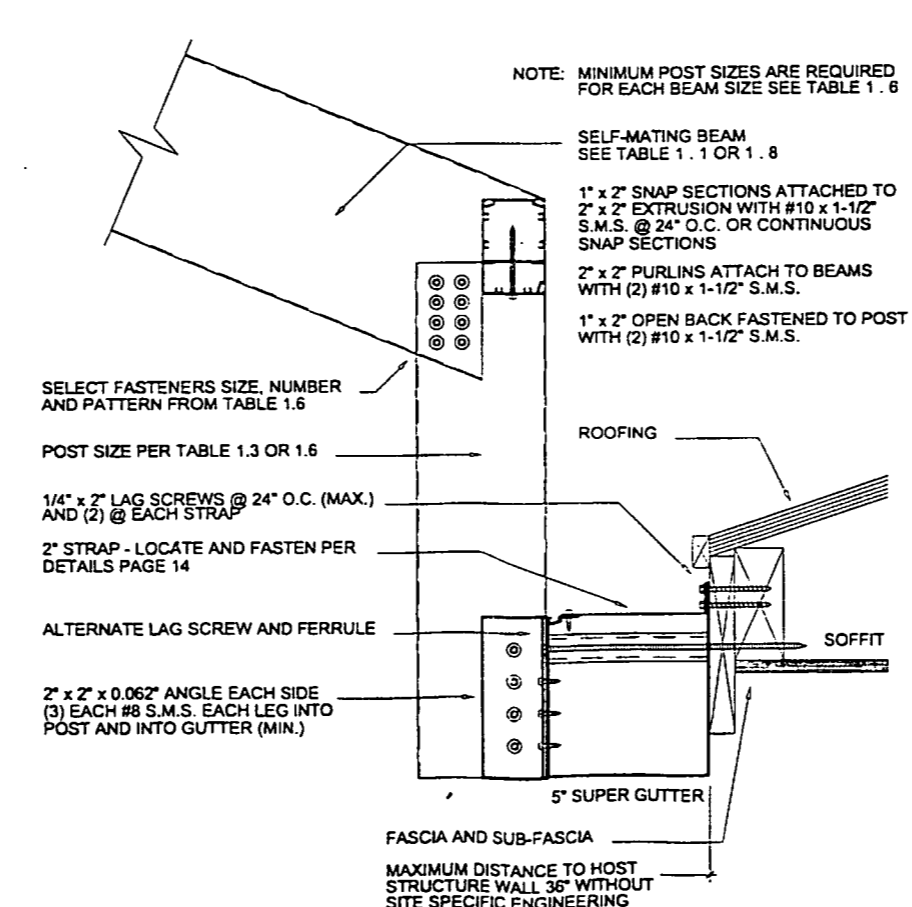 NOTE: MINIMUM POST SIZES ARE REQUIRED
FOR EACH BEAM SIZE SEE TABLE 1 . 6
SELF-MATING BEAM
SEE TABLE 1 . 1 OR 1 . 8
1" x 2" SNAP SECTIONS ATTACHED TO
2" x 2" EXTRUSION WITH #10 x 1-1/2"
S.M.S. @ 24" O.C. OR CONTINUOUS
SNAP SECTIONS
2" x 2" PURLINS ATTACH TO BEAMS
WITH (2) #10 x 1-1/2" S.M.S.
1" x 2" OPEN BACK FASTENED TO POST
WITH (2) #10 x 1-1/2" S.M.S.
SELECT FASTENERS SIZE, NUMBER
AND PATTERN FROM TABLE 1.6
POST SIZE PER TABLE 1.3 OR 1.6
ROOFING
1/4" x 2" LAG SCREWS @ 24" O.C. (MAX.)
AND (2) @ EACH STRAP
2" STRAP - LOCATE AND FASTEN PER
DETAILS PAGE 14
ALTERNATE LAG SCREW AND FERRULE
SOFFIT
2" x 2" x 0.062" ANGLE EACH SIDE
(3) EACH #8 S.M.S. EACH LEG INTO
POST AND INTO GUTTER (MIN.)
5" SUPER GUTTER
FASCIA AND SUB-FASCIA
MAXIMUM DISTANCE TO HOST
STRUCTURE WALL 36" WITHOUT
SITE SPECIFIC ENGINEERING